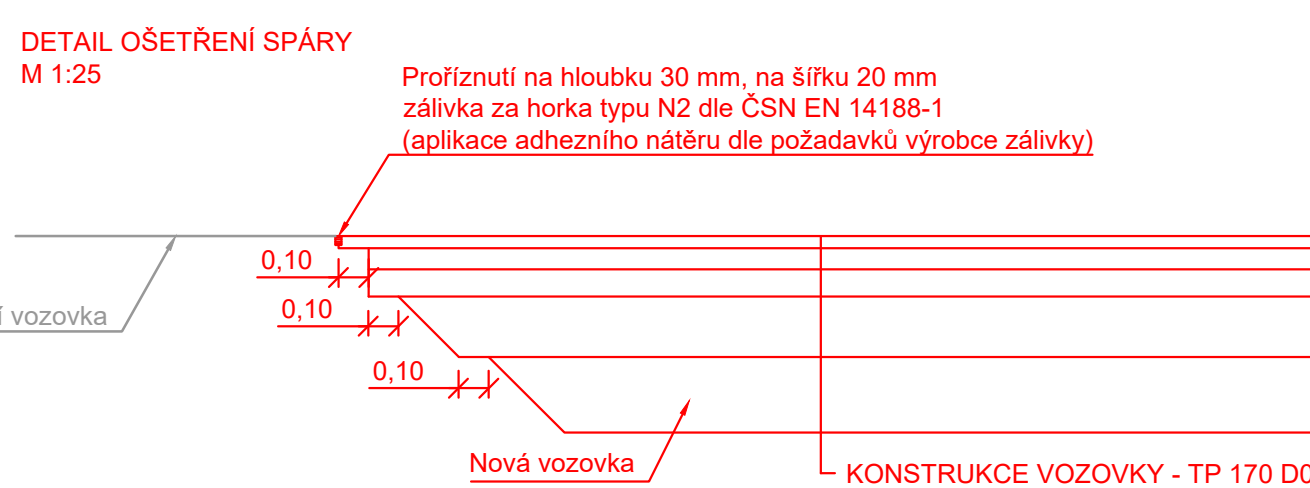 DETAIL OŠETŘENÍ SPÁRY
M 1:25
Proříznutí na hloubku 30 mm, na šířku 20 mm
zálivka za horka typu N2 dle ČSN EN 14188-1
(aplikace adhezního nátěru dle požadavků výrobce zálivky)
0,10
0,10
í vozovka
0,10
Nová vozovka
KONSTRUKCE VOZOVKY - TP 170 D0